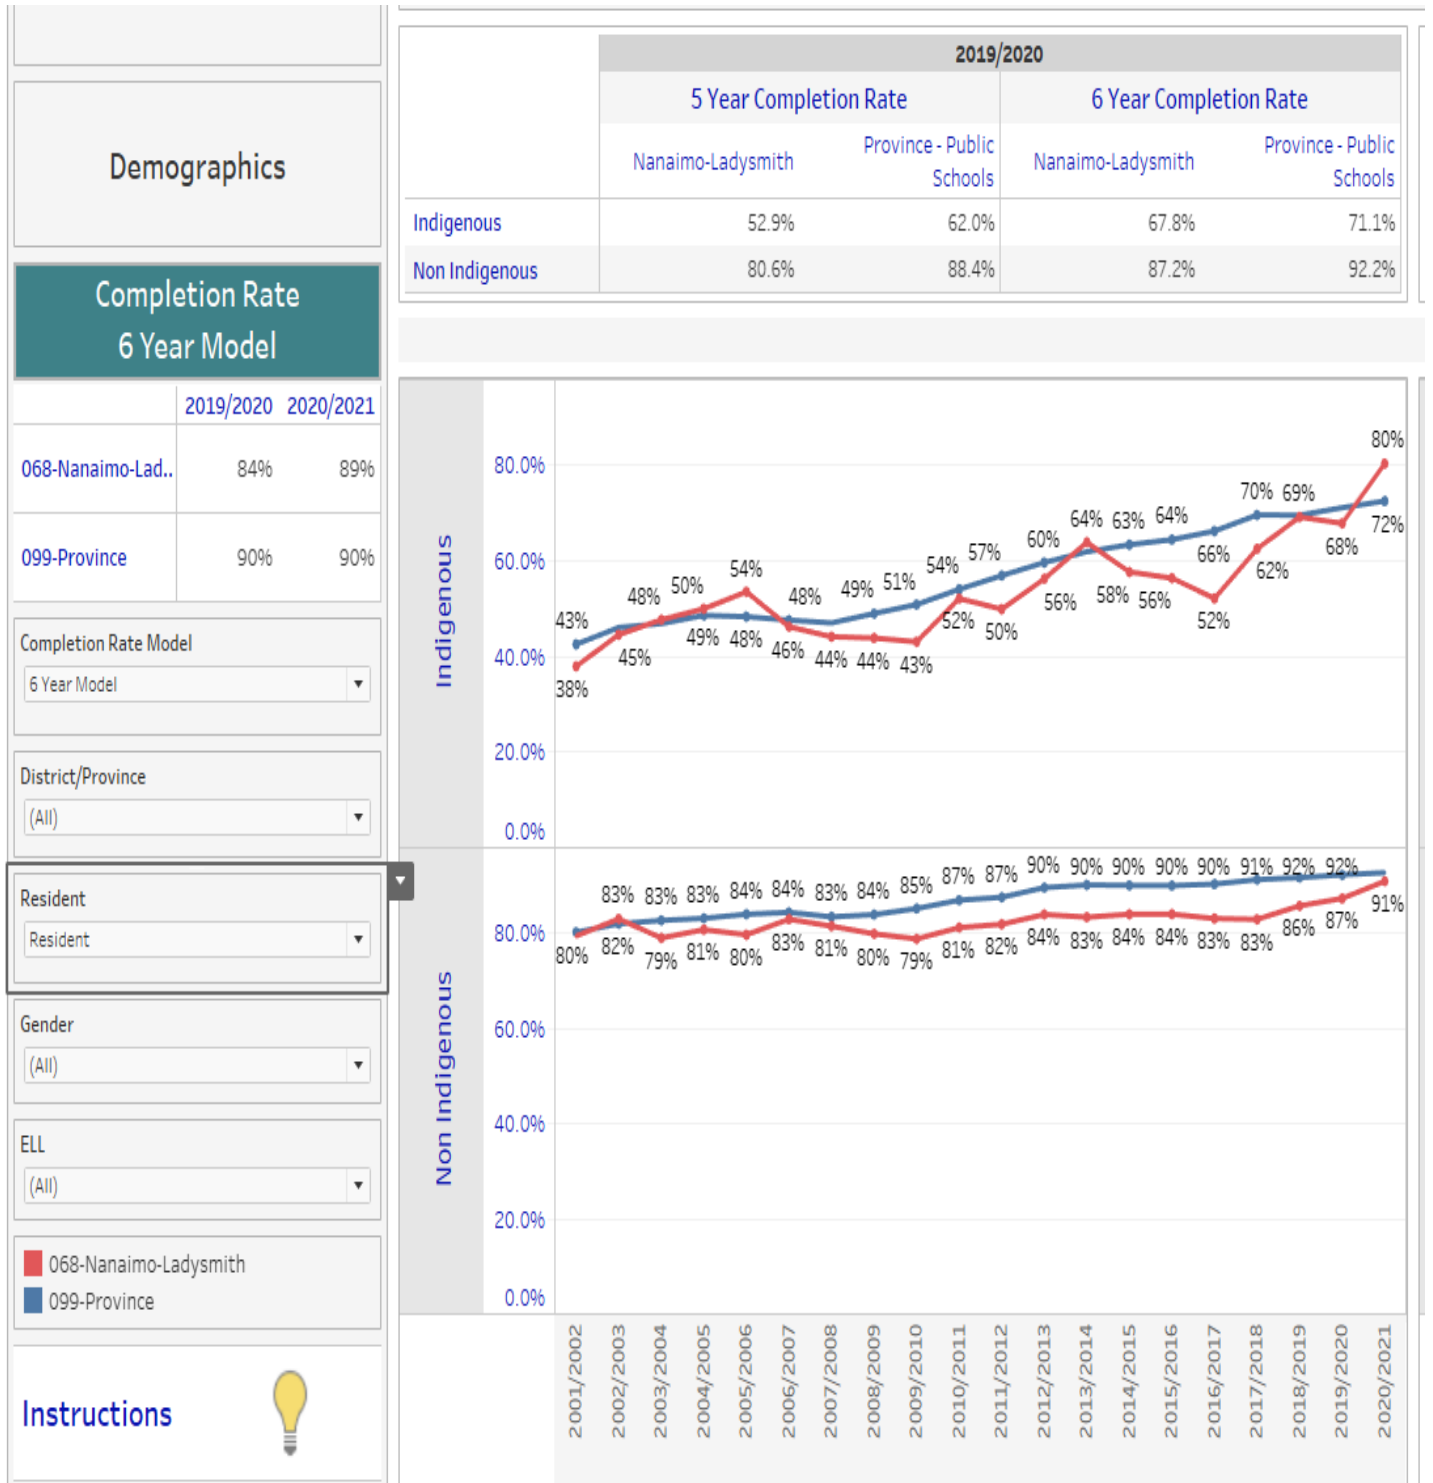 Demographics
Completion Rate
6 Year Model
2019/2020 2020/2021
068-Nanaimo-Lad.. 84% 89%
099-Province 90% 90%
Completion Rate Model
6 Year Model
District/Province
(All)
Resident
Resident
Gender
(All)
ELL
(All)
068-Nanaimo-Ladysmith
099-Province
Instructions
2019/2020
5 Year Completion Rate 6 Year Completion Rate
Nanaimo-Ladysmith Province - Public Schools Nanaimo-Ladysmith Province - Public Schools
Indigenous 52.9% 62.0% 67.8% 71.1%
Non Indigenous 80.6% 88.4% 87.2% 92.2%
Indigenous
80.0%
60.0%
40.0%
20.0%
0.0%
43% 48% 50% 54% 48% 49% 51% 54% 57% 60% 64% 63% 64% 70% 69% 80%
38% 45% 49% 48% 46% 44% 44% 43% 52% 50% 56% 58% 56% 66% 52% 62% 68% 72%
Non Indigenous
80.0%
60.0%
40.0%
20.0%
0.0%
83% 83% 83% 84% 84% 83% 84% 85% 87% 87% 90% 90% 90% 90% 90% 91% 92% 92%
80% 82% 79% 81% 80% 83% 81% 80% 79% 81% 82% 84% 83% 84% 84% 83% 83% 86% 87% 91%
2001/2002
2002/2003
2003/2004
2004/2005
2005/2006
2006/2007
2007/2008
2008/2009
2009/2010
2010/2011
2011/2012
2012/2013
2013/2014
2014/2015
2015/2016
2016/2017
2017/2018
2018/2019
2019/2020
2020/2021